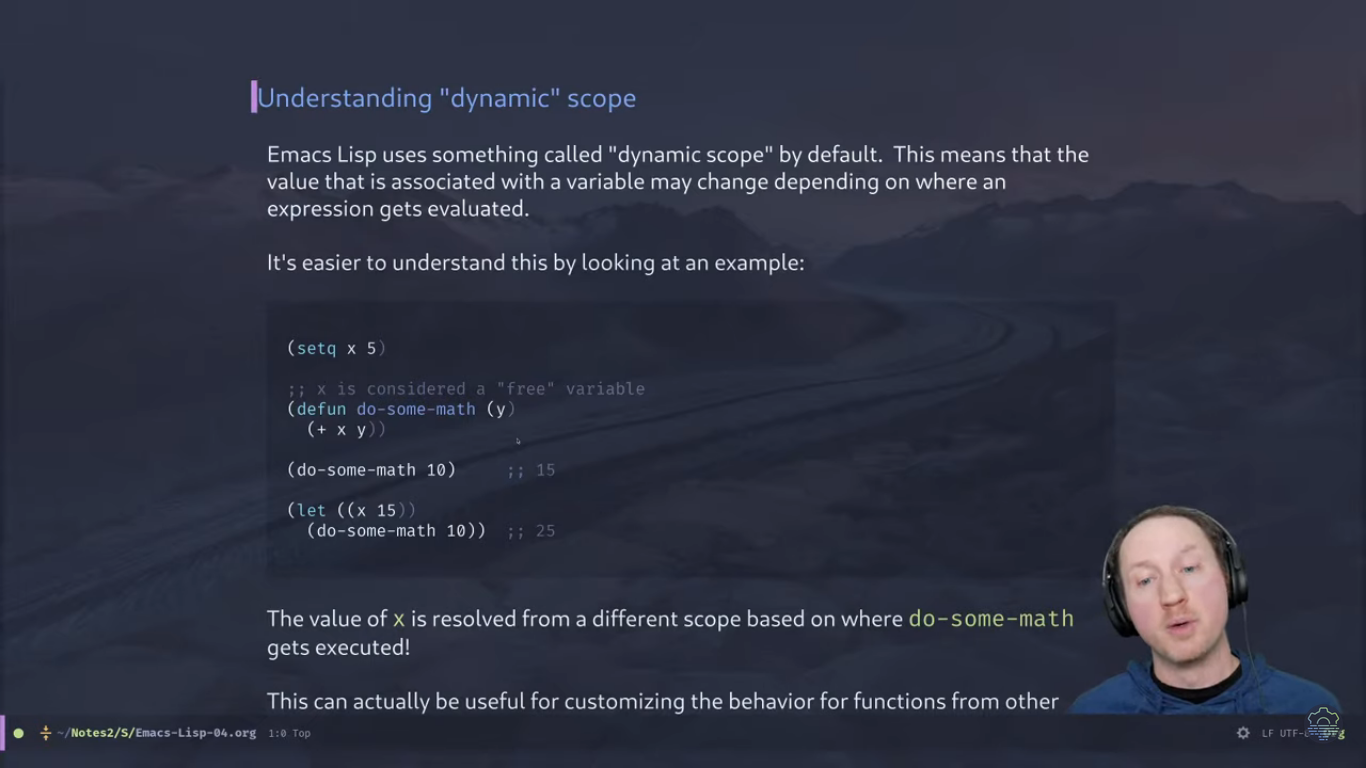 Understanding "dynamic" scope
Emacs Lisp uses something called "dynamic scope" by default.  This means that the
value that is associated with a variable may change depending on where an
expression gets evaluated.
It's easier to understand this by looking at an example:
(setq x 5)
;; x is considered a "free" variable
(defun do-some-math (y)
  (+ x y))
(do-some-math 10)     ;; 15
(let ((x 15))
  (do-some-math 10))  ;; 25
The value of x is resolved from a different scope based on where do-some-math
gets executed!
This can actually be useful for customizing the behavior for functions from other
~/Notes2/S/Emacs-Lisp-04.org  1:0 Top
LF